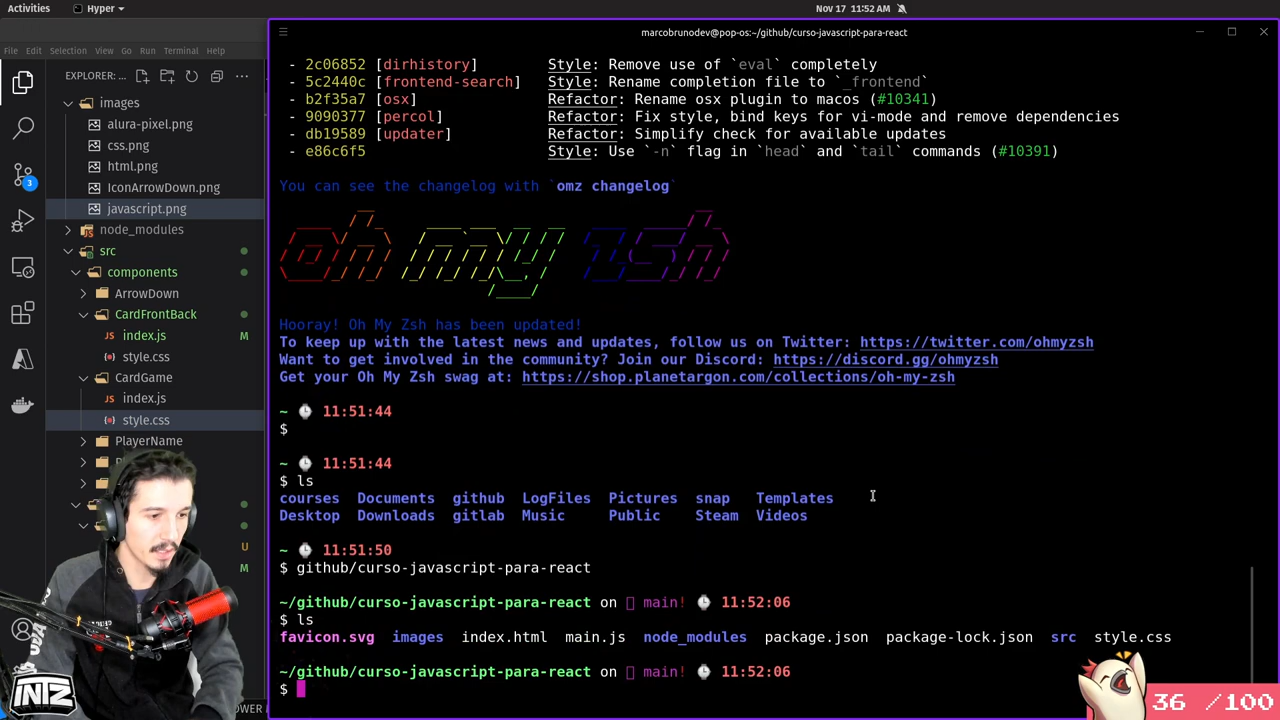 Activities
Hyper
Nov 17 11:52 AM
File Edit Selection View Go Run Terminal Help
marcobrunodev@pop-os:~/github/curso-javascript-para-react
EXPLORER: ...
images
alura-pixel.png
css.png
html.png
IconArrowDown.png
javascript.png
node_modules
src
components
ArrowDown
CardFrontBack
JS index.js M
style.css
CardGame
JS index.js
style.css
PlayerName
U
M
3
- 2c06852 [dirhistory] Style: Remove use of `eval` completely
- 5c2440c [frontend-search] Style: Rename completion file to `_frontend`
- b2f35a7 [osx] Refactor: Rename osx plugin to macos (#10341)
- 9090377 [percol] Refactor: Fix style, bind keys for vi-mode and remove dependencies
- db19589 [updater] Refactor: Simplify check for available updates
- e86c6f5 Style: Use `-n` flag in `head` and `tail` commands (#10391)
You can see the changelog with `omz changelog`
oh my zsh
Hooray! Oh My Zsh has been updated!
To keep up with the latest news and updates, follow us on Twitter: https://twitter.com/ohmyzsh
Want to get involved in the community? Join our Discord: https://discord.gg/ohmyzsh
Get your Oh My Zsh swag at: https://shop.planetargon.com/collections/oh-my-zsh
~ 11:51:44
$
~ 11:51:44
$ ls
courses Documents github LogFiles Pictures snap Templates
Desktop Downloads gitlab Music Public Steam Videos
~ 11:51:50
$ github/curso-javascript-para-react
~/github/curso-javascript-para-react on main! 11:52:06
$ ls
favicon.svg images index.html main.js node_modules package.json package-lock.json src style.css
~/github/curso-javascript-para-react on main! 11:52:06
$
INTZ
36 /100